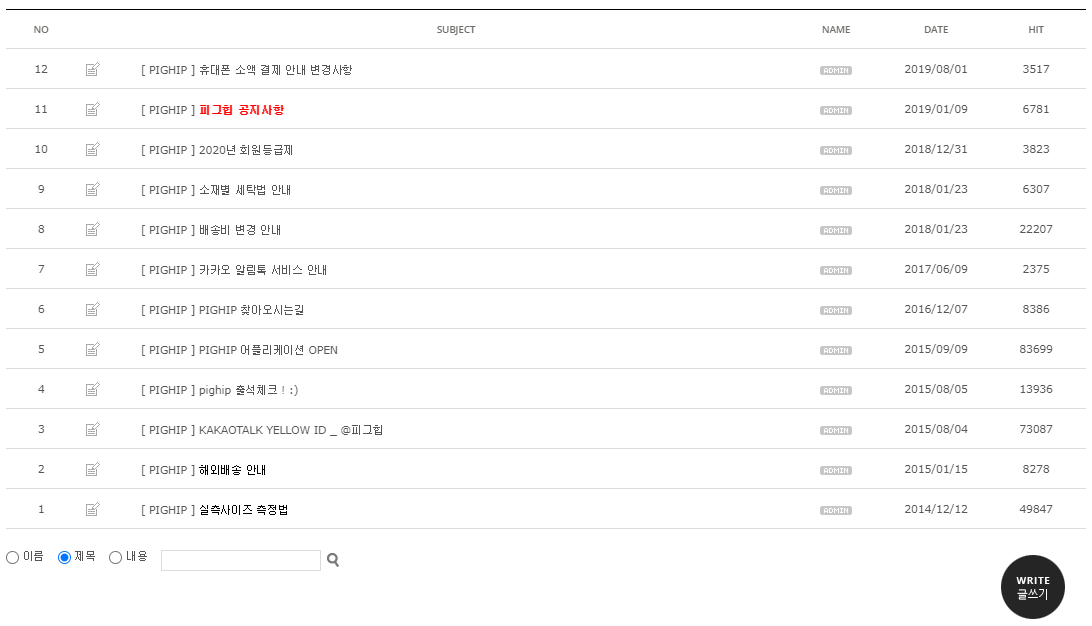 NO SUBJECT NAME DATE HIT
12 [ PIGHIP ] 휴대폰 소액 결제 안내 변경사항 ADMIN 2019/08/01 3517
11 [ PIGHIP ] 피그힙 공지사항 ADMIN 2019/01/09 6781
10 [ PIGHIP ] 2020년 회원등급제 ADMIN 2018/12/31 3823
9 [ PIGHIP ] 소재별 세탁법 안내 ADMIN 2018/01/23 6307
8 [ PIGHIP ] 배송비 변경 안내 ADMIN 2018/01/23 22207
7 [ PIGHIP ] 카카오 알림톡 서비스 안내 ADMIN 2017/06/09 2375
6 [ PIGHIP ] PIGHIP 찾아오시는길 ADMIN 2016/12/07 8386
5 [ PIGHIP ] PIGHIP 어플리케이션 OPEN ADMIN 2015/09/09 83699
4 [ PIGHIP ] pighip 출석체크 ! :) ADMIN 2015/08/05 13936
3 [ PIGHIP ] KAKAOTALK YELLOW ID _ @피그힙 ADMIN 2015/08/04 73087
2 [ PIGHIP ] 해외배송 안내 ADMIN 2015/01/15 8278
1 [ PIGHIP ] 실측사이즈 측정법 ADMIN 2014/12/12 49847
이름 제목 내용
WRITE
글쓰기